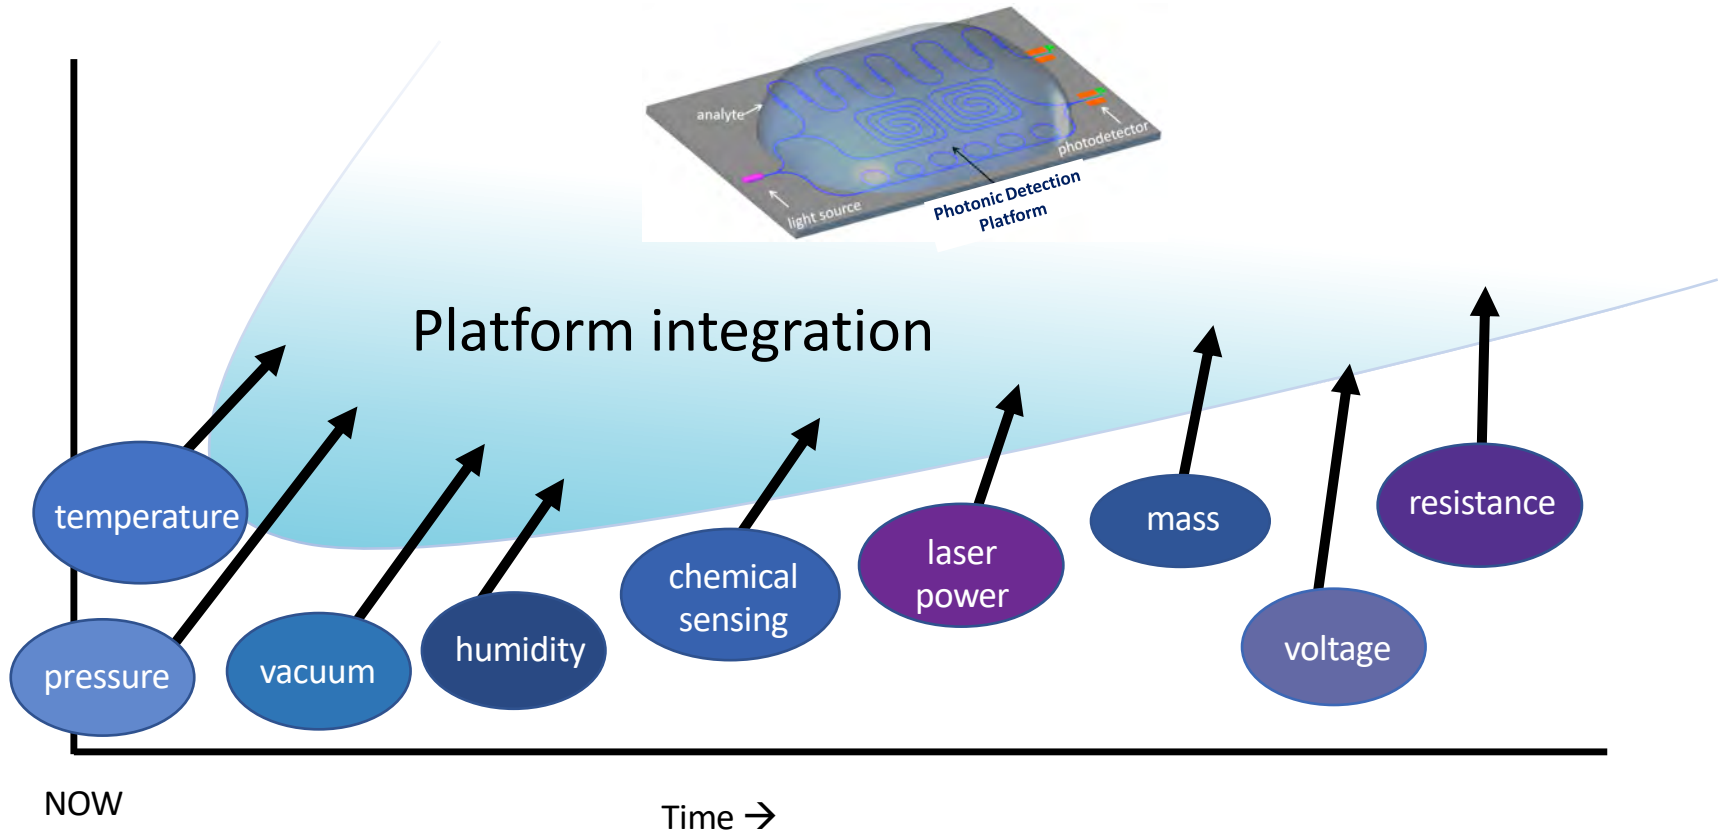 analyte
photodetector
light source
Photonic Detection
Platform
Platform integration
temperature
pressure
vacuum
humidity
chemical
sensing
laser
power
mass
voltage
resistance
NOW
Time →